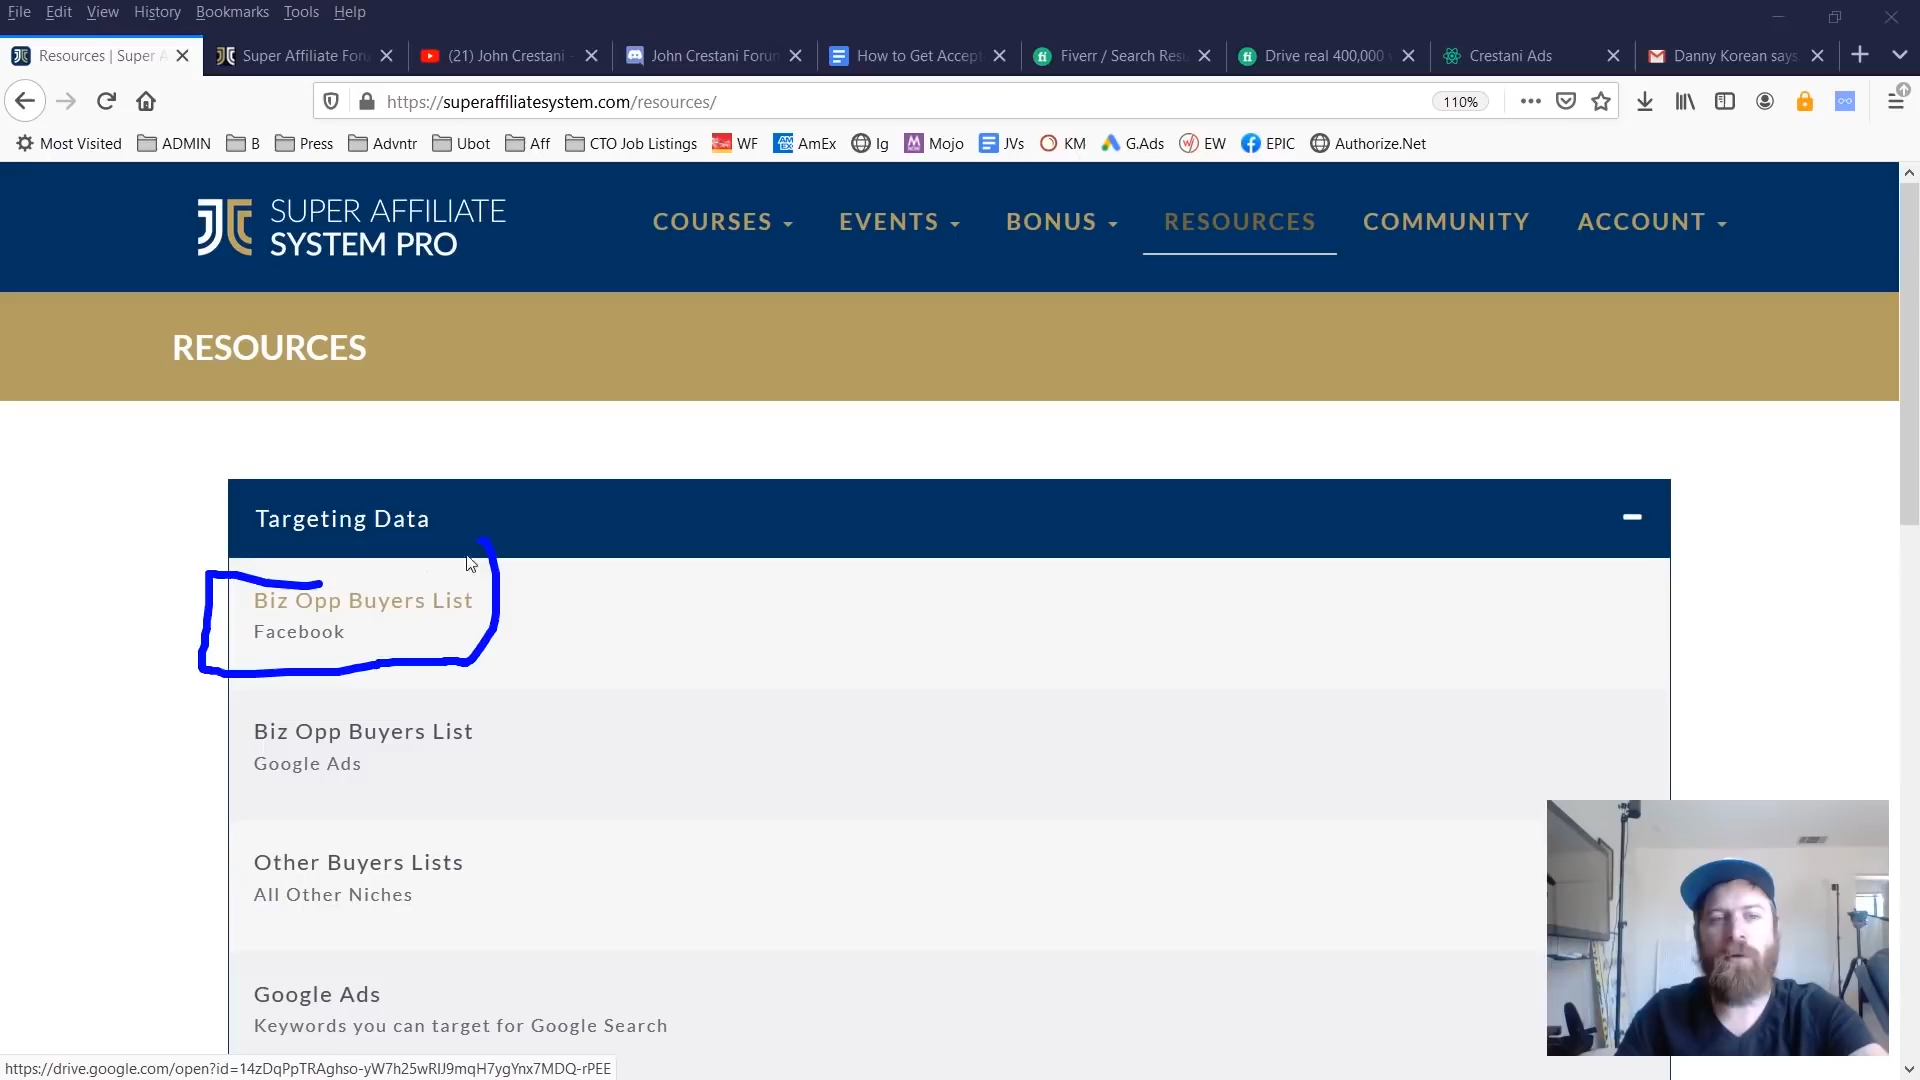 File Edit View History Bookmarks Tools Help
Resources | Super A
Super Affiliate Foru
(21) John Crestani -
John Crestani Forum
How to Get Accept
Fiverr / Search Resu
Drive real 400,000
Crestani Ads
Danny Korean says
https://superaffiliatesystem.com/resources/
110%
Most Visited ADMIN B Press Advntr Ubot Aff CTO Job Listings WF AmEx Ig Mojo JVs KM G.Ads EW EPIC Authorize.Net
SUPER AFFILIATE
SYSTEM PRO
COURSES EVENTS BONUS RESOURCES COMMUNITY ACCOUNT
RESOURCES
Targeting Data
Biz Opp Buyers List
Facebook
Biz Opp Buyers List
Google Ads
Other Buyers Lists
All Other Niches
Google Ads
Keywords you can target for Google Search
https://drive.google.com/open?id=14zDqPpTRAghso-yW7h25wRIJ9mqH7ygYnx7MDQ-rPEE